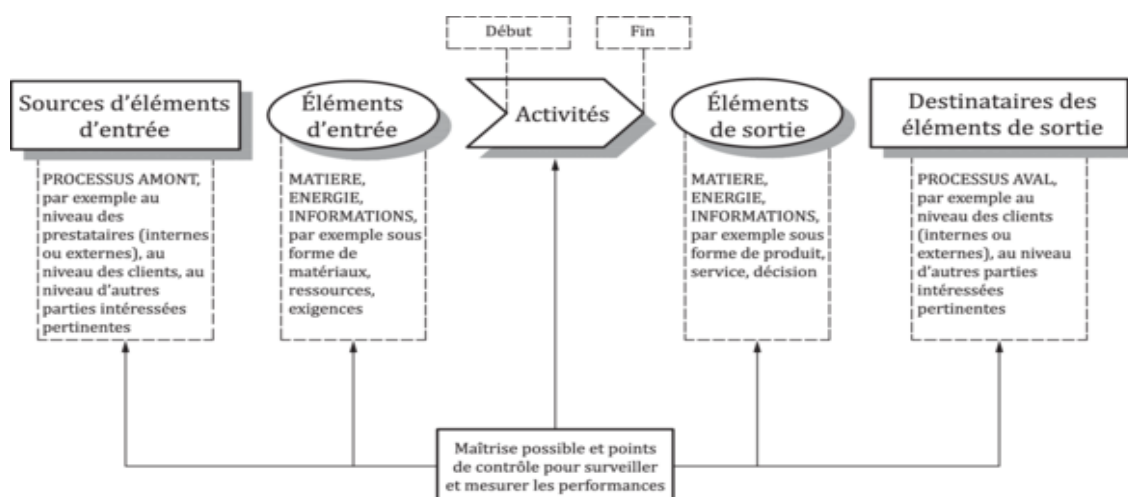 Début
Fin
Sources d'éléments
d'entrée
Éléments
d'entrée
Activités
Éléments
de sortie
Destinataires des
éléments de sortie
PROCESSUS AMONT,
par exemple au
niveau des
prestataires (internes
ou externes), au
niveau des clients, au
niveau d'autres
parties intéressées
pertinentes
MATIERE,
ENERGIE,
INFORMATIONS,
par exemple sous
forme de
matériaux,
ressources,
exigences
MATIERE,
ENERGIE,
INFORMATIONS,
par exemple sous
forme de produit,
service, décision
PROCESSUS AVAL,
par exemple au
niveau des clients
(internes ou
externes), au niveau
d'autres parties
intéressées
pertinentes
Maîtrise possible et points
de contrôle pour surveiller
et mesurer les performances